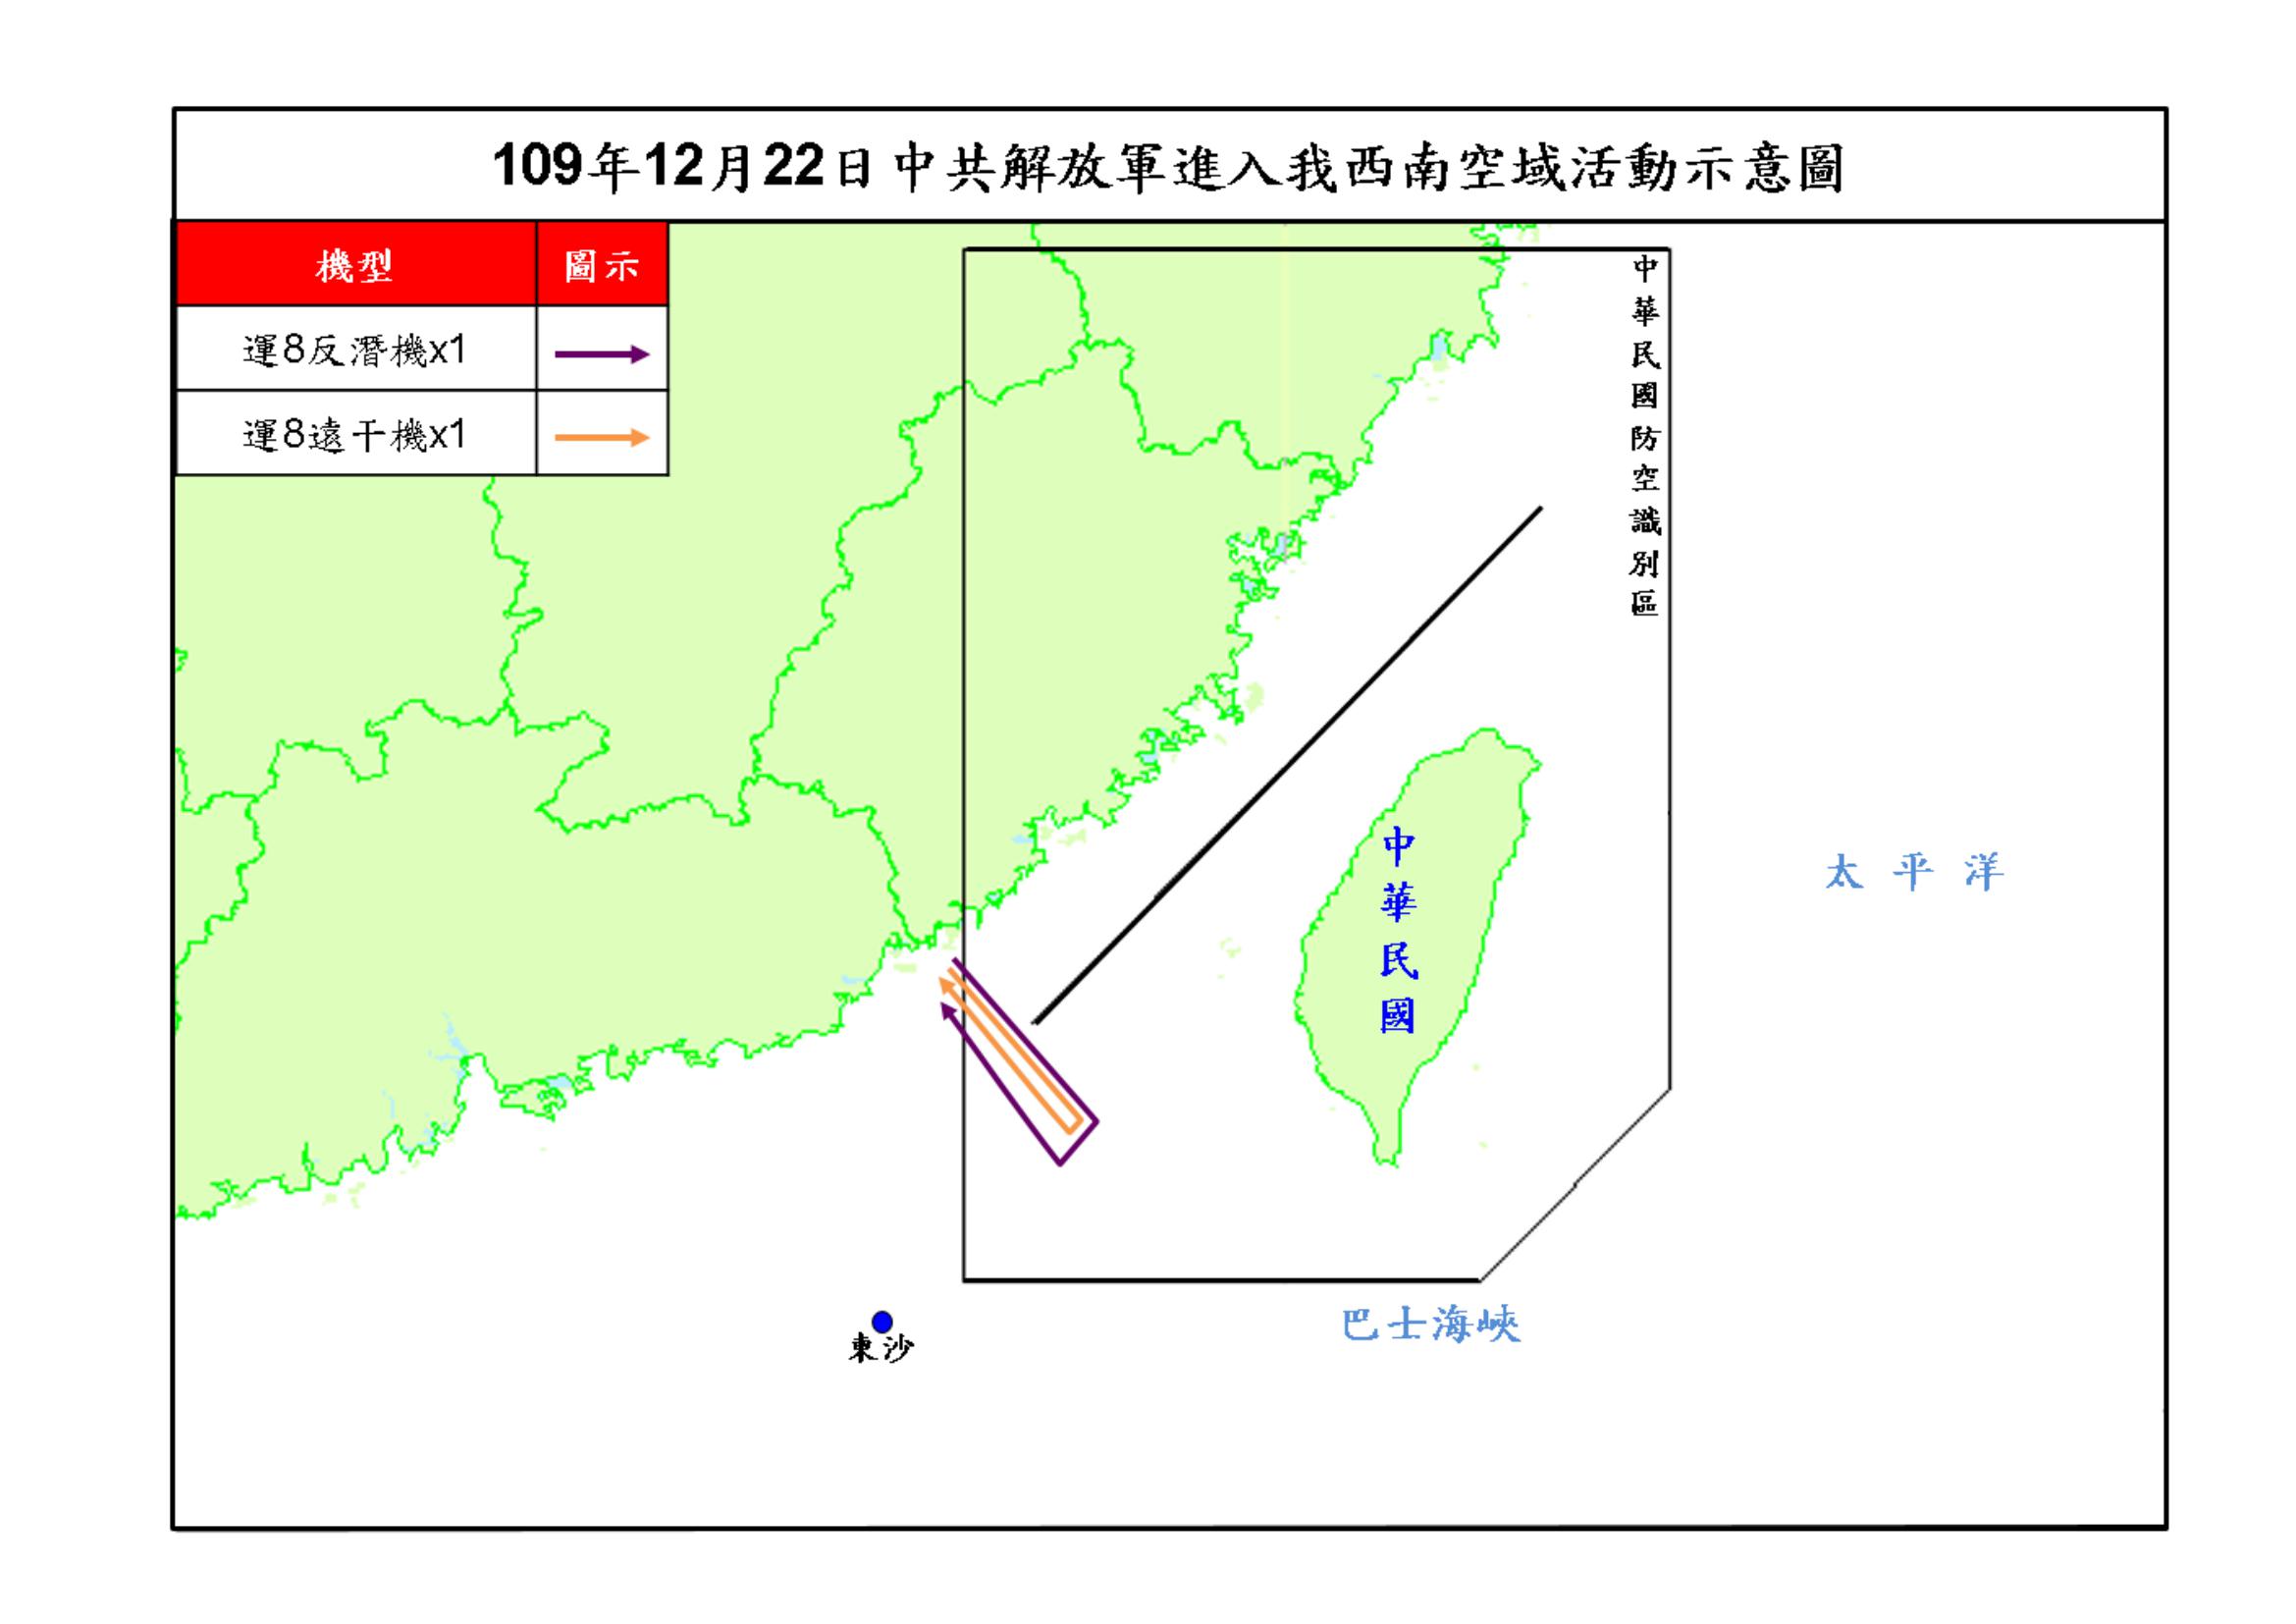 109年12月22日中共解放軍進入我西南空域活動示意圖
機型 圖示
運8反潛機x1
運8遠干機x1
中華民國防空識別區
中華民國
太平洋
巴士海峽
東沙